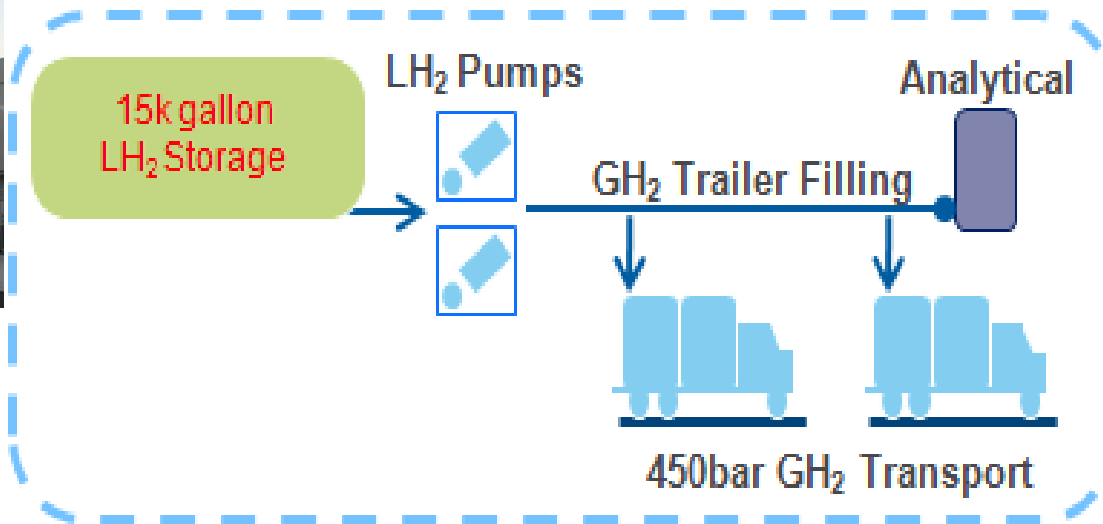 LH₂ Pumps
Analytical
15k gallon
LH₂ Storage
GH₂ Trailer Filling
450bar GH₂ Transport